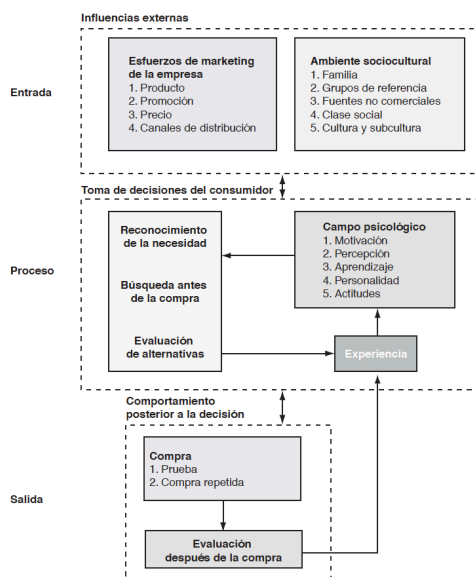 Influencias externas
Entrada
Esfuerzos de marketing
de la empresa
1. Producto
2. Promoción
3. Precio
4. Canales de distribución
Ambiente sociocultural
1. Familia
2. Grupos de referencia
3. Fuentes no comerciales
4. Clase social
5. Cultura y subcultura
Toma de decisiones del consumidor
Proceso
Reconocimiento
de la necesidad
Búsqueda antes
de la compra
Evaluación
de alternativas
Campo psicológico
1. Motivación
2. Percepción
3. Aprendizaje
4. Personalidad
5. Actitudes
Experiencia
Comportamiento
posterior a la decisión
Salida
Compra
1. Prueba
2. Compra repetida
Evaluación
después de la compra